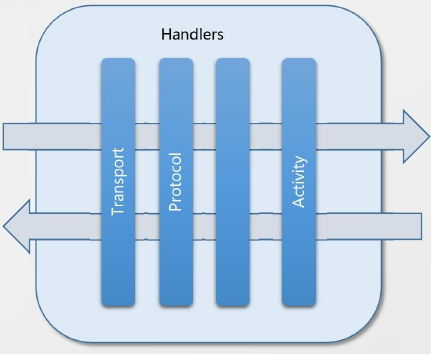 Handlers
Transport
Protocol
Activity